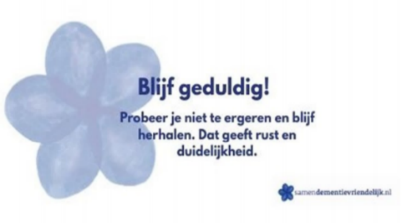 Blijf geduldig!
Probeer je niet te ergeren en blijf
herhalen. Dat geeft rust en
duidelijkheid.
samendementievriendelijk.nl